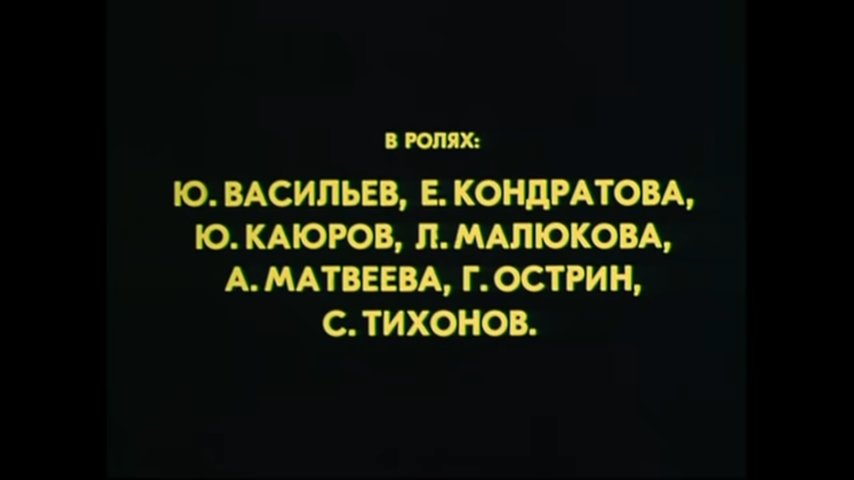 В РОЛЯХ:
Ю. ВАСИЛЬЕВ, Е. КОНДРАТОВА,
Ю. КАЮРОВ, Л. МАЛЮКОВА,
А. МАТВЕЕВА, Г. ОСТРИН,
С. ТИХОНОВ.